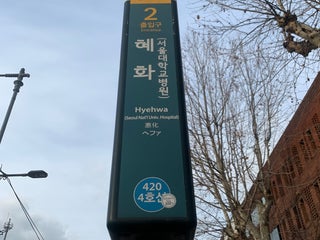 2
출입구
혜화
(서울대학교병원)
Hyehwa
(Seoul Nat'l Univ. Hospital)
惠化
ヘファ
420
4호선